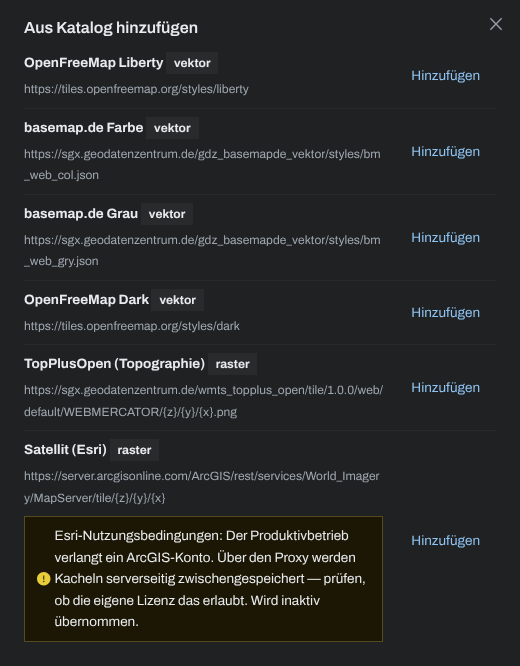 Aus Katalog hinzufügen
OpenFreeMap Liberty vektor
https://tiles.openfreemap.org/styles/liberty
Hinzufügen
basemap.de Farbe vektor
https://sgx.geodatenzentrum.de/gdz_basemapde_vektor/styles/bm
_web_col.json
Hinzufügen
basemap.de Grau vektor
https://sgx.geodatenzentrum.de/gdz_basemapde_vektor/styles/bm
_web_gry.json
Hinzufügen
OpenFreeMap Dark vektor
https://tiles.openfreemap.org/styles/dark
Hinzufügen
TopPlusOpen (Topographie) raster
https://sgx.geodatenzentrum.de/wmts_topplus_open/tile/1.0.0/web/
default/WEBMERCATOR/{z}/{y}/{x}.png
Hinzufügen
Satellit (Esri) raster
https://server.arcgisonline.com/ArcGIS/rest/services/World_Imager
y/MapServer/tile/{z}/{y}/{x}
Esri-Nutzungsbedingungen: Der Produktivbetrieb
verlangt ein ArcGIS-Konto. Über den Proxy werden
Kacheln serverseitig zwischengespeichert — prüfen,
ob die eigene Lizenz das erlaubt. Wird inaktiv
übernommen.
Hinzufügen